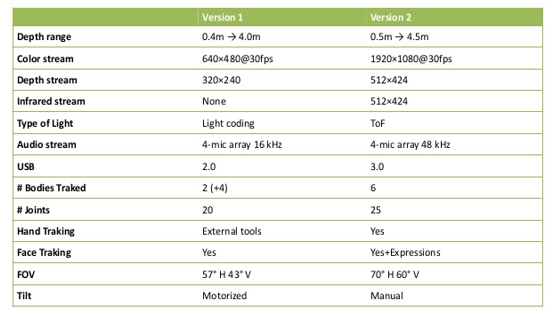 Version 1 Version 2
Depth range 0.4m → 4.0m 0.5m → 4.5m
Color stream 640×480@30fps 1920×1080@30fps
Depth stream 320×240 512×424
Infrared stream None 512×424
Type of Light Light coding ToF
Audio stream 4-mic array 16 kHz 4-mic array 48 kHz
USB 2.0 3.0
# Bodies Traked 2 (+4) 6
# Joints 20 25
Hand Traking External tools Yes
Face Traking Yes Yes+Expressions
FOV 57° H 43° V 70° H 60° V
Tilt Motorized Manual